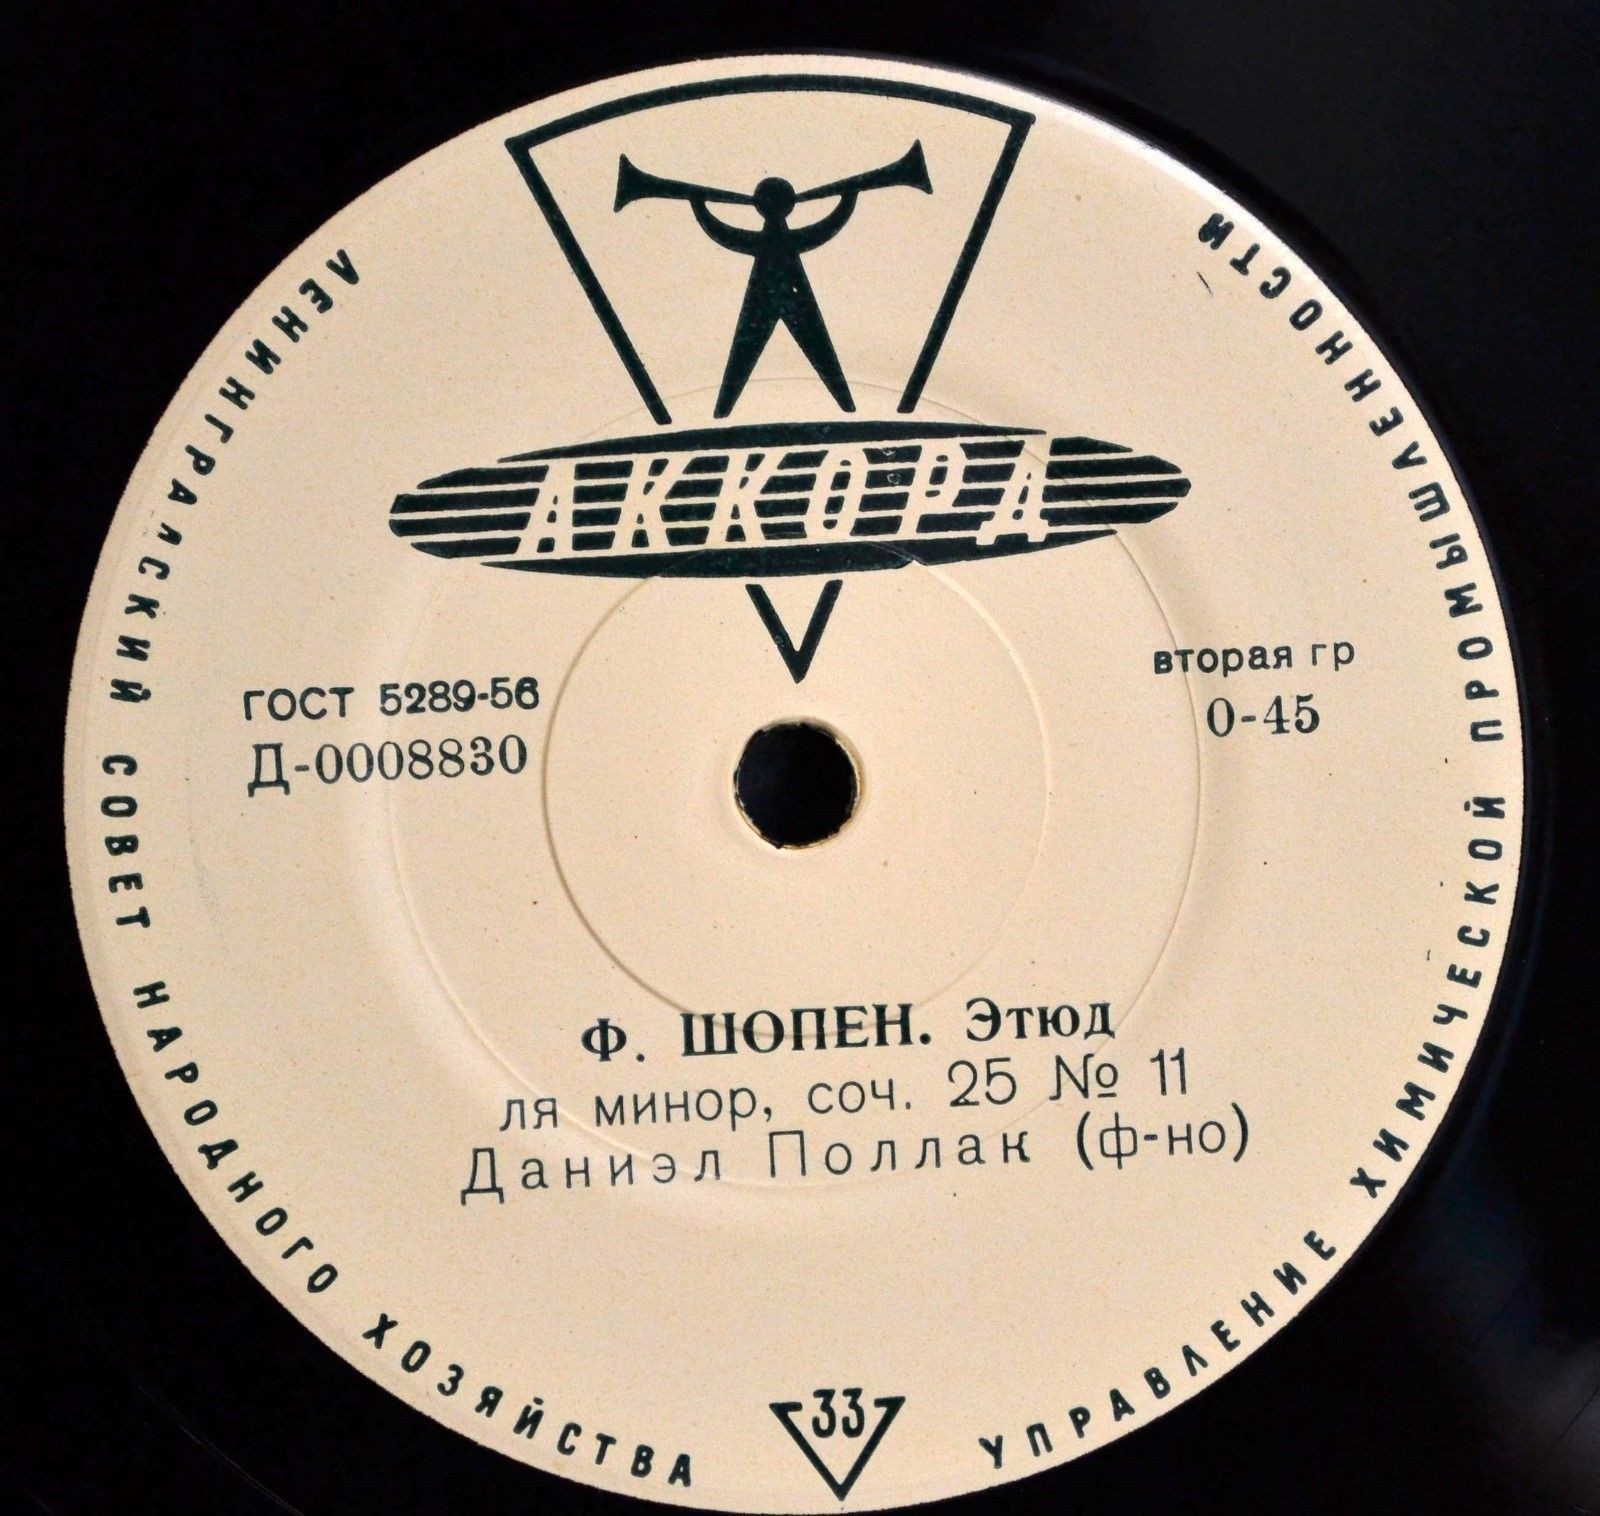 ЛЕНИНГРАДСКИЙ СОВЕТ НАРОДНОГО ХОЗЯЙСТВА
УПРАВЛЕНИЕ ХИМИЧЕСКОЙ ПРОМЫШЛЕННОСТИ
АККОРД
ГОСТ 5289-56
Д-0008830
вторая гр
0-45
Ф. ШОПЕН. Этюд
ля минор, соч. 25 № 11
Даниэл Поллак (ф-но)
33